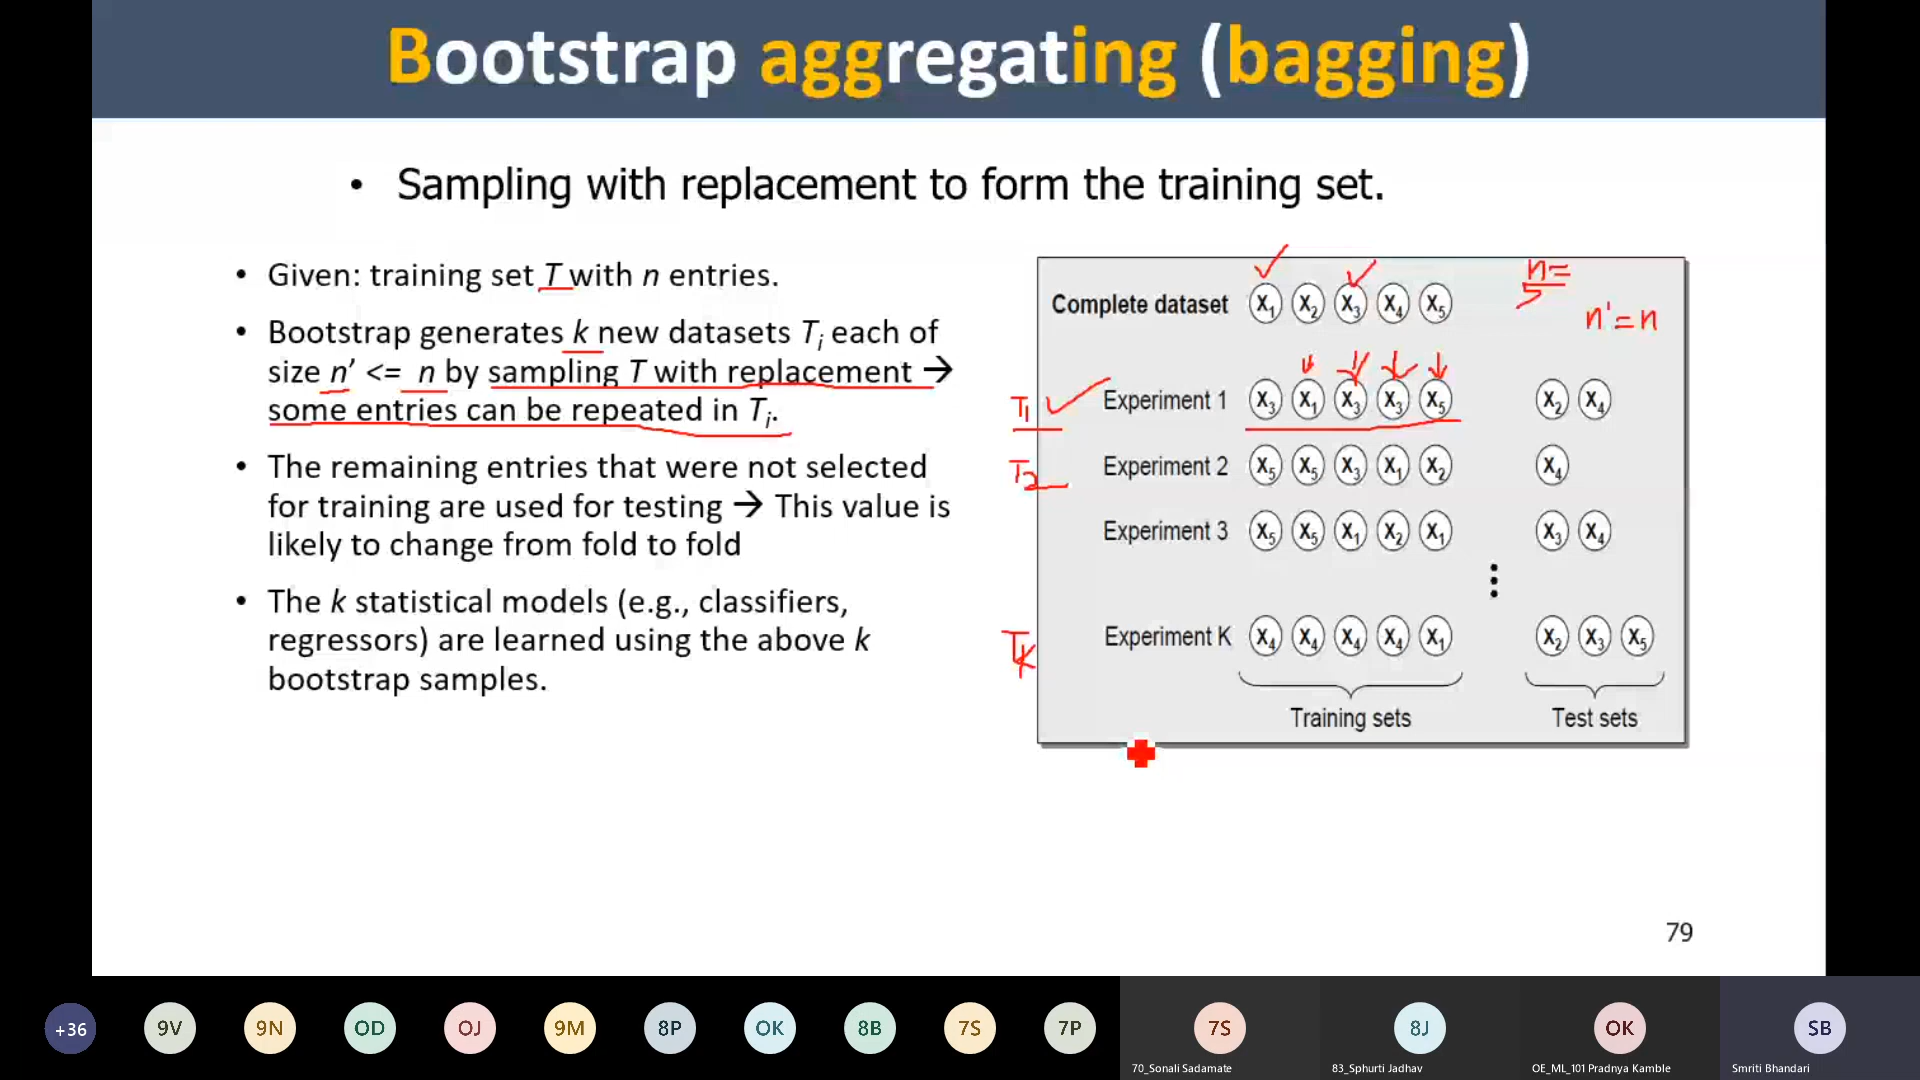 Bootstrap aggregating (bagging)
• Sampling with replacement to form the training set.
• Given: training set T with n entries.
• Bootstrap generates k new datasets Ti each of
size n’ <= n by sampling T with replacement →
some entries can be repeated in Ti.
• The remaining entries that were not selected
for training are used for testing → This value is
likely to change from fold to fold
• The k statistical models (e.g., classifiers,
regressors) are learned using the above k
bootstrap samples.
n=
5
n'=n
Complete dataset X1 X2 X3 X4 X5
T1 Experiment 1 X3 X1 X3 X3 X5 X2 X4
T2 Experiment 2 X5 X5 X3 X1 X2 X4
Experiment 3 X5 X5 X1 X2 X1 X3 X4
TK Experiment K X4 X4 X4 X4 X1 X2 X3 X5
Training sets Test sets
79
+36 9V 9N OD OJ 9M 8P OK 8B 7S 7P 7S 8J OK SB
70_Sonali Sadamate 83_Sphurti Jadhav OE_ML_101 Pradnya Kamble Smriti Bhandari